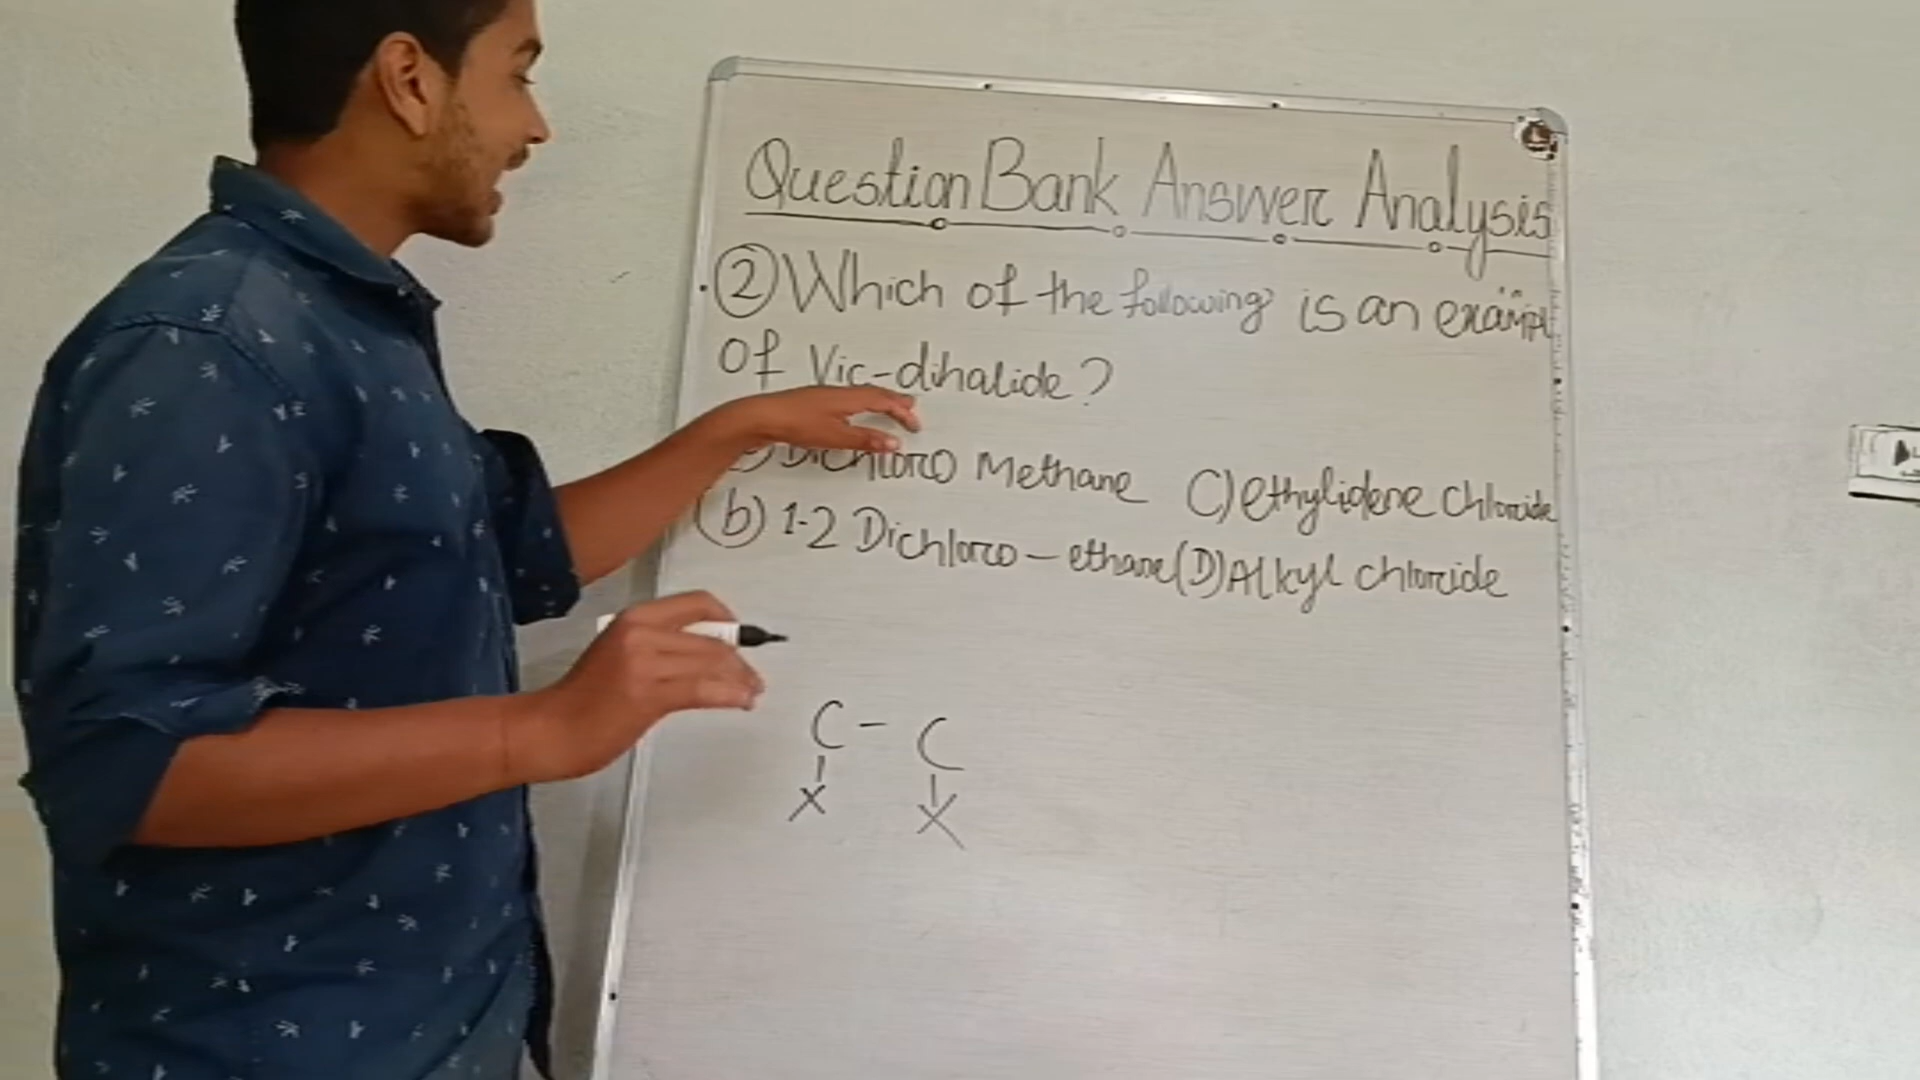 Question Bank Answer Analysis
② Which of the following is an exampl
of Vic-dihalide?
Dichloro Methane C) ethylidene chloride
(b) 1-2 Dichloro - ethane (D) Alkyl chloride
C - C
X X